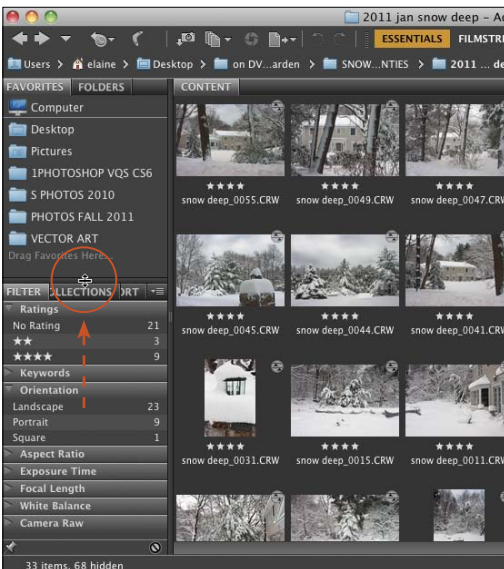 2011 jan snow deep – Ad
ESSENTIALS FILMSTRI
Users > elaine > Desktop > on DV...arden > SNOW...NTIES > 2011 ... de
FAVORITES FOLDERS CONTENT
Computer
Desktop
Pictures
1PHOTOSHOP VQS CS6
S PHOTOS 2010
PHOTOS FALL 2011
VECTOR ART
Drag Favorites Here...
FILTER OLLECTIONS ORT
Ratings
No Rating 21
★★ 3
★★★★ 9
Keywords
Orientation
Landscape 23
Portrait 9
Square 1
Aspect Ratio
Exposure Time
Focal Length
White Balance
Camera Raw
33 items, 68 hidden
★★★★ ★★★★ ★★★★
snow deep_0055.CRW snow deep_0049.CRW snow deep_0047.CRW
★★★★ ★★★★ ★★★★
snow deep_0045.CRW snow deep_0044.CRW snow deep_0041.CRW
★★★★ ★★★★ ★★★★
snow deep_0031.CRW snow deep_0015.CRW snow deep_0011.CRW